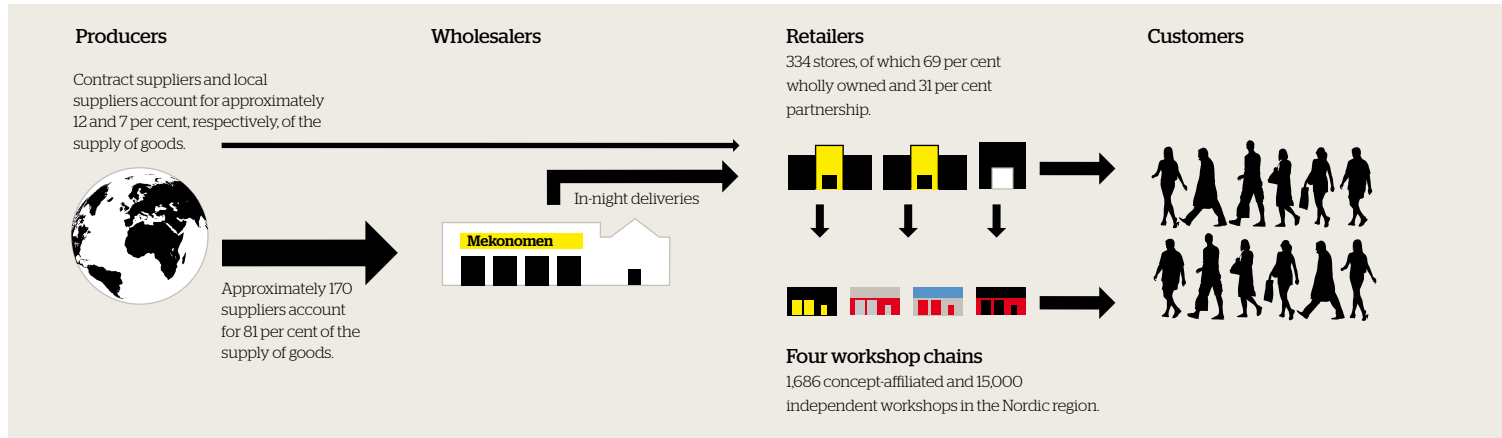 Producers
Contract suppliers and local
suppliers account for approximately
12 and 7 per cent, respectively, of the
supply of goods.
Approximately 170
suppliers account
for 81 per cent of the
supply of goods.
Wholesalers
In-night deliveries
Mekonomen
Retailers
334 stores, of which 69 per cent
wholly owned and 31 per cent
partnership.
Four workshop chains
1,686 concept-affiliated and 15,000
independent workshops in the Nordic region.
Customers